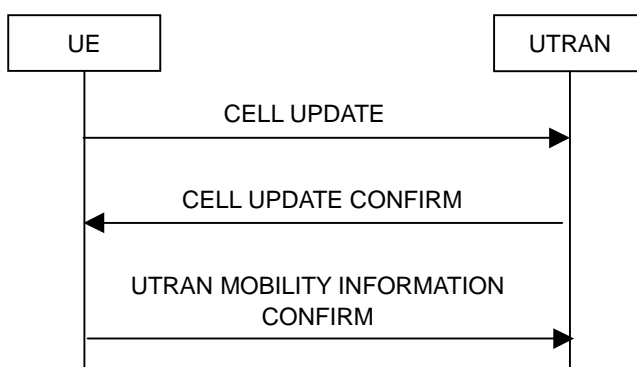 UE
UTRAN
CELL UPDATE
CELL UPDATE CONFIRM
UTRAN MOBILITY INFORMATION
CONFIRM